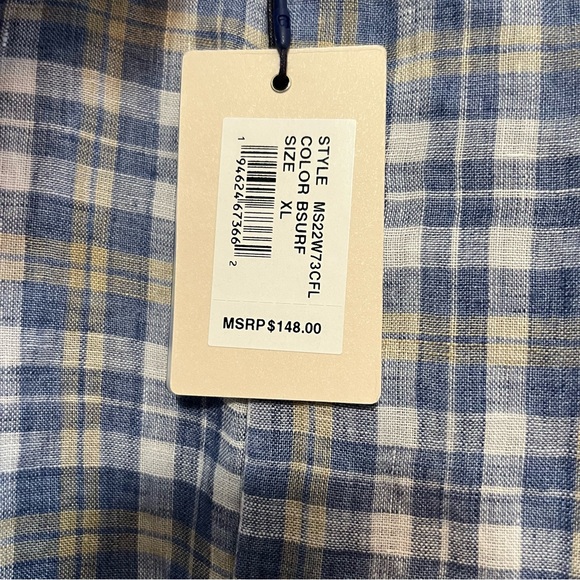 STYLE MS22W73CFL
COLOR BSURF
SIZE XL
1 94624 67366 2
MSRP $148.00